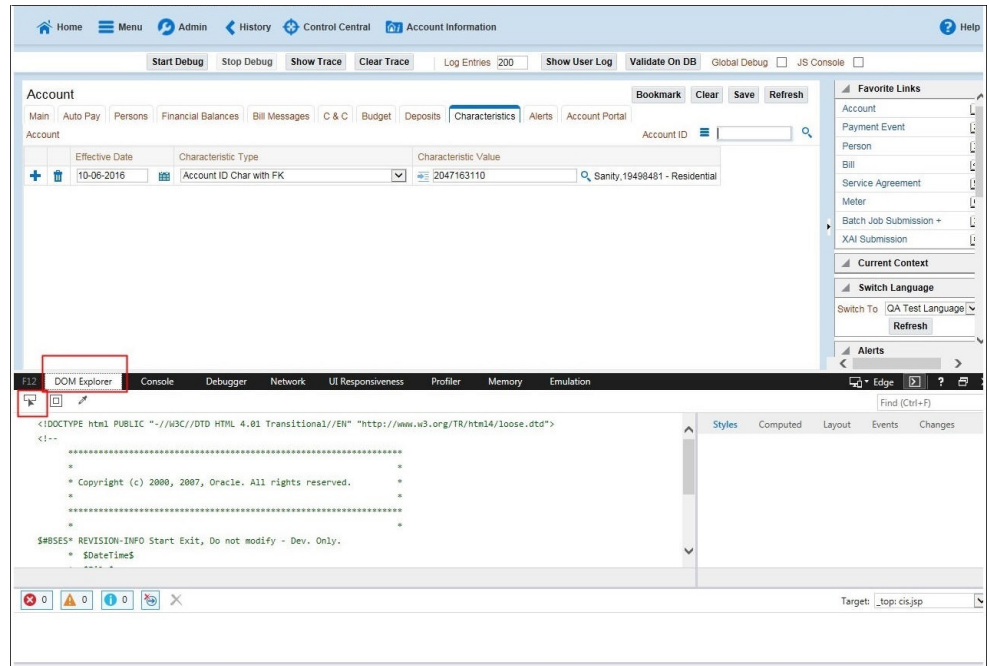 Home Menu Admin History Control Central Account Information Help
Start Debug Stop Debug Show Trace Clear Trace Log Entries 200 Show User Log Validate On DB Global Debug JS Console
Account Bookmark Clear Save Refresh
Main Auto Pay Persons Financial Balances Bill Messages C & C Budget Deposits Characteristics Alerts Account Portal
Account Account ID
Effective Date Characteristic Type Characteristic Value
10-06-2016 Account ID Char with FK 2047163110 Sanity,19498481 - Residential
Favorite Links
Account
Payment Event
Person
Bill
Service Agreement
Meter
Batch Job Submission +
XAI Submission
Current Context
Switch Language
Switch To QA Test Language
Refresh
Alerts
F12 DOM Explorer Console Debugger Network UI Responsiveness Profiler Memory Emulation Edge ?
Find (Ctrl+F)
<!DOCTYPE html PUBLIC "-//W3C//DTD HTML 4.01 Transitional//EN" "http://www.w3.org/TR/html4/loose.dtd">
<!--
*******************************************************************
* *
* Copyright (c) 2000, 2007, Oracle. All rights reserved. *
* *
*******************************************************************
* *
$#BSES* REVISION-INFO Start Exit, Do not modify - Dev. Only.
* $DateTime$
Styles Computed Layout Events Changes
0 0 0 Target: _top: cis.jsp